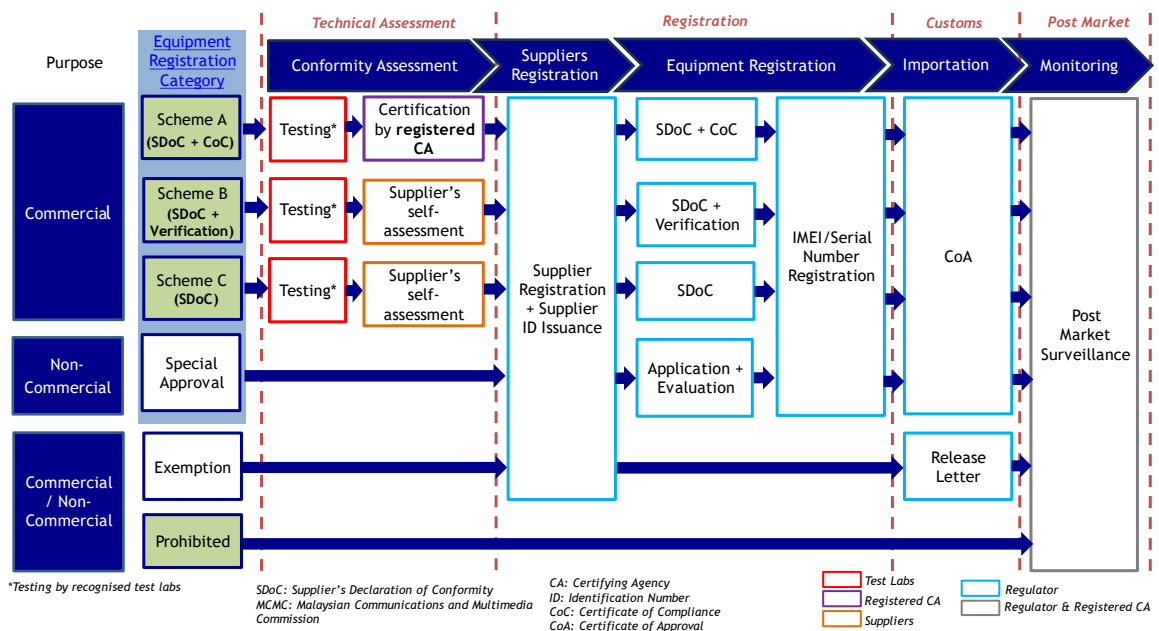 Technical Assessment
Registration
Customs
Post Market
Purpose
Equipment
Registration
Category
Conformity Assessment
Suppliers
Registration
Equipment Registration
Importation
Monitoring
Commercial
Scheme A
(SDoC + CoC)
Testing*
Certification
by registered
CA
SDoC + CoC
Scheme B
(SDoC +
Verification)
Testing*
Supplier's
self-
assessment
SDoC +
Verification
Scheme C
(SDoC)
Testing*
Supplier's
self-
assessment
SDoC
Supplier
Registration
+ Supplier
ID Issuance
IMEI/Serial
Number
Registration
CoA
Post
Market
Surveillance
Non-
Commercial
Special
Approval
Application +
Evaluation
Commercial
/ Non-
Commercial
Exemption
Release
Letter
Prohibited
*Testing by recognised test labs
SDoC: Supplier's Declaration of Conformity
MCMC: Malaysian Communications and Multimedia
Commission
CA: Certifying Agency
ID: Identification Number
CoC: Certificate of Compliance
CoA: Certificate of Approval
Test Labs
Registered CA
Suppliers
Regulator
Regulator & Registered CA